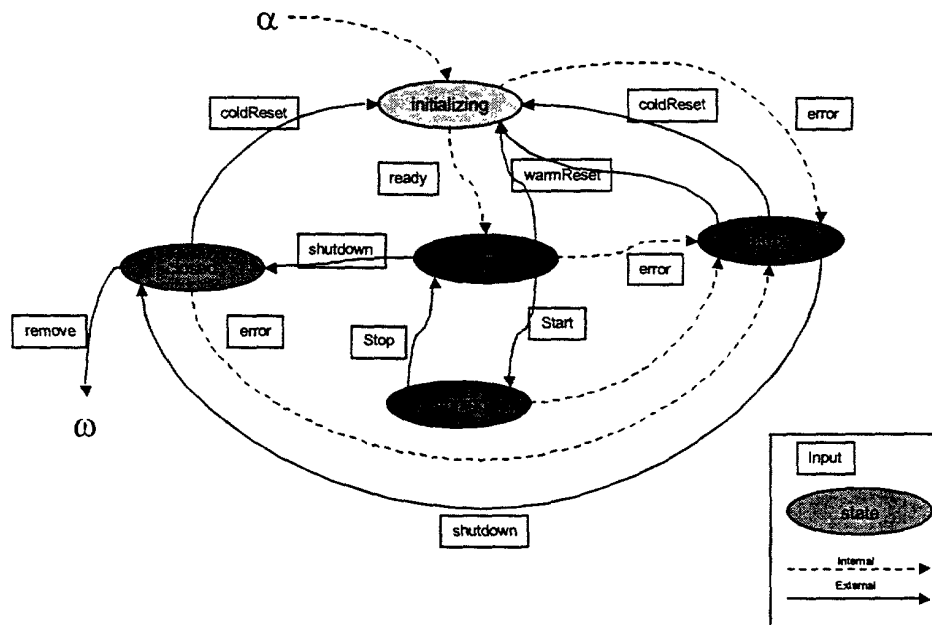 α
initializing
coldReset
coldReset
error
ready
warmReset
shutdown
error
remove
error
Stop
Start
ω
shutdown
Input
state
Internal
External